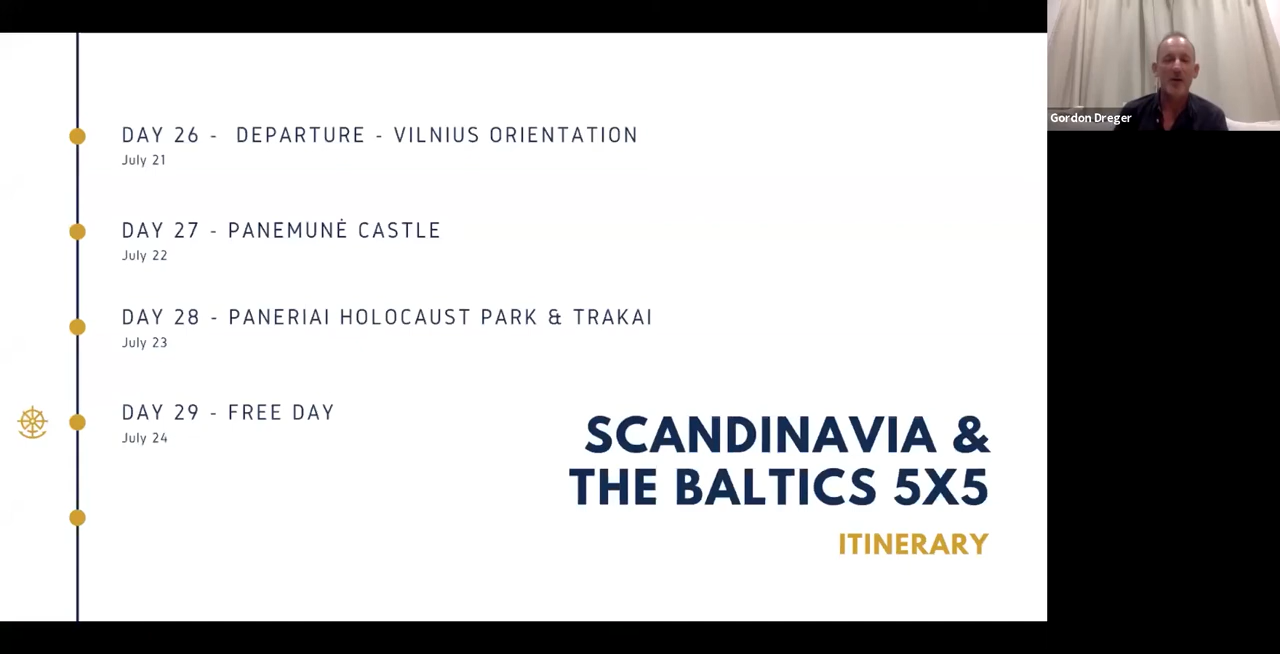 DAY 26 - DEPARTURE - VILNIUS ORIENTATION
July 21
DAY 27 - PANEMUNĖ CASTLE
July 22
DAY 28 - PANERIAI HOLOCAUST PARK & TRAKAI
July 23
DAY 29 - FREE DAY
July 24
SCANDINAVIA &
THE BALTICS 5X5
ITINERARY
Gordon Dreger